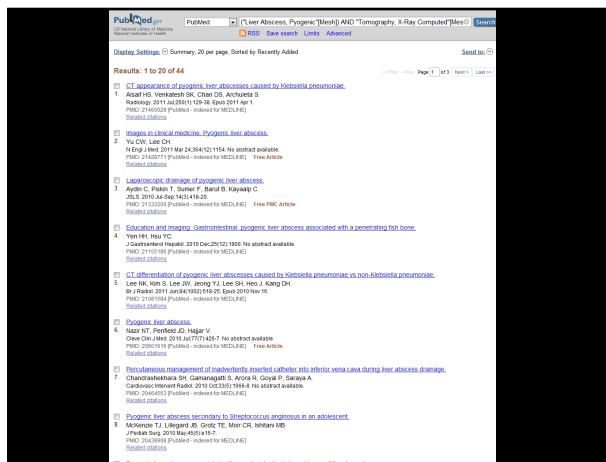 PubMed.gov
US National Library of Medicine
National Institutes of Health
PubMed
("Liver Abscess, Pyogenic"[Mesh]) AND "Tomography, X-Ray Computed"[Mes
Search
RSS Save search Limits Advanced
Display Settings: Summary, 20 per page, Sorted by Recently Added
Send to:
Results: 1 to 20 of 44
<< First < Prev Page 1 of 3 Next > Last >>
CT appearance of pyogenic liver abscesses caused by Klebsiella pneumoniae.
1. Alsaif HS, Venkatesh SK, Chan DS, Archuleta S.
Radiology. 2011 Jul;260(1):129-38. Epub 2011 Apr 1.
PMID: 21460028 [PubMed - indexed for MEDLINE]
Related citations
Images in clinical medicine. Pyogenic liver abscess.
2. Yu CW, Lee CH.
N Engl J Med. 2011 Mar 24;364(12):1154. No abstract available.
PMID: 21428771 [PubMed - indexed for MEDLINE] Free Article
Related citations
Laparoscopic drainage of pyogenic liver abscess.
3. Aydin C, Piskin T, Sumer F, Barut B, Kayaalp C.
JSLS. 2010 Jul-Sep;14(3):418-20.
PMID: 21333200 [PubMed - indexed for MEDLINE] Free PMC Article
Related citations
Education and Imaging: Gastrointestinal: pyogenic liver abscess associated with a penetrating fish bone.
4. Yen HH, Hsu YC.
J Gastroenterol Hepatol. 2010 Dec;25(12):1900. No abstract available.
PMID: 21155186 [PubMed - indexed for MEDLINE]
Related citations
CT differentiation of pyogenic liver abscesses caused by Klebsiella pneumoniae vs non-Klebsiella pneumoniae.
5. Lee NK, Kim S, Lee JW, Jeong YJ, Lee SH, Heo J, Kang DH.
Br J Radiol. 2011 Jun;84(1002):518-25. Epub 2010 Nov 16.
PMID: 21081584 [PubMed - indexed for MEDLINE]
Related citations
Pyogenic liver abscess.
6. Nazir NT, Penfield JD, Hajjar V.
Cleve Clin J Med. 2010 Jul;77(7):426-7. No abstract available.
PMID: 20601616 [PubMed - indexed for MEDLINE] Free Article
Related citations
Percutaneous management of inadvertently inserted catheter into inferior vena cava during liver abscess drainage.
7. Chandrashekhara SH, Gamanagatti S, Arora R, Goyal P, Saraya A.
Cardiovasc Intervent Radiol. 2010 Oct;33(5):1066-8. No abstract available.
PMID: 20464553 [PubMed - indexed for MEDLINE]
Related citations
Pyogenic liver abscess secondary to Streptococcus anginosus in an adolescent.
8. McKenzie TJ, Lillegard JB, Grotz TE, Moir CR, Ishitani MB.
J Pediatr Surg. 2010 May;45(5):e15-7.
PMID: 20438908 [PubMed - indexed for MEDLINE]
Related citations